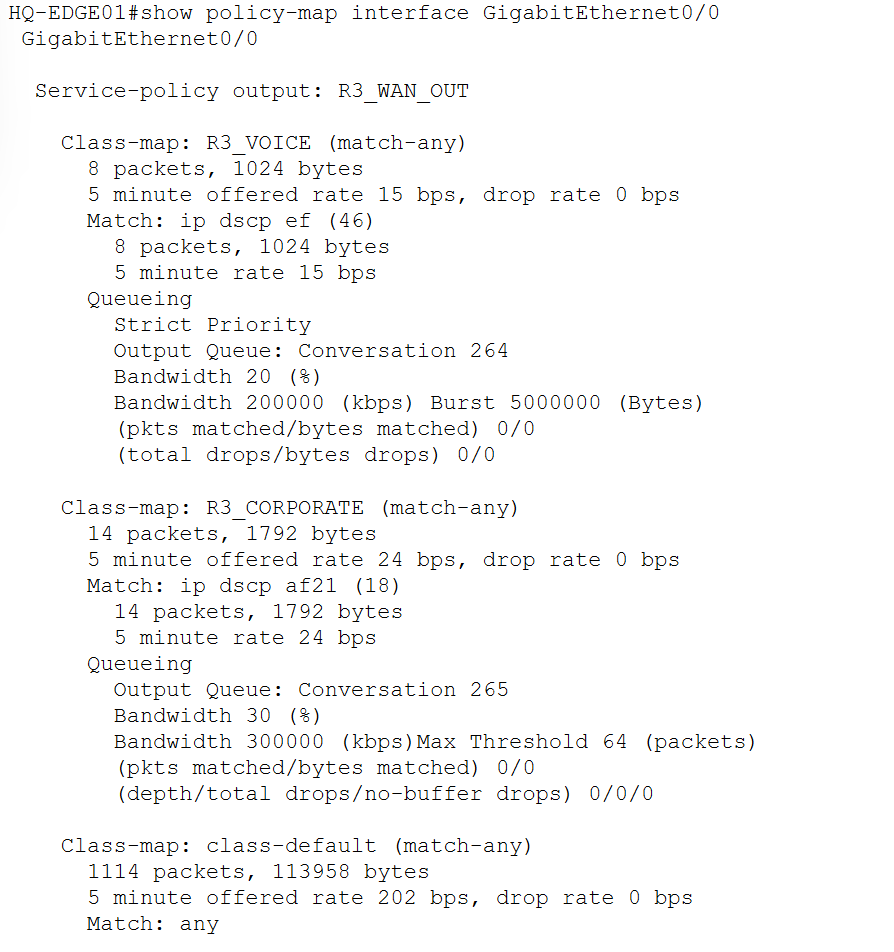 HQ-EDGE01#show policy-map interface GigabitEthernet0/0
GigabitEthernet0/0
Service-policy output: R3_WAN_OUT
Class-map: R3_VOICE (match-any)
8 packets, 1024 bytes
5 minute offered rate 15 bps, drop rate 0 bps
Match: ip dscp ef (46)
8 packets, 1024 bytes
5 minute rate 15 bps
Queueing
Strict Priority
Output Queue: Conversation 264
Bandwidth 20 (%)
Bandwidth 200000 (kbps) Burst 5000000 (Bytes)
(pkts matched/bytes matched) 0/0
(total drops/bytes drops) 0/0
Class-map: R3_CORPORATE (match-any)
14 packets, 1792 bytes
5 minute offered rate 24 bps, drop rate 0 bps
Match: ip dscp af21 (18)
14 packets, 1792 bytes
5 minute rate 24 bps
Queueing
Output Queue: Conversation 265
Bandwidth 30 (%)
Bandwidth 300000 (kbps)Max Threshold 64 (packets)
(pkts matched/bytes matched) 0/0
(depth/total drops/no-buffer drops) 0/0/0
Class-map: class-default (match-any)
1114 packets, 113958 bytes
5 minute offered rate 202 bps, drop rate 0 bps
Match: any